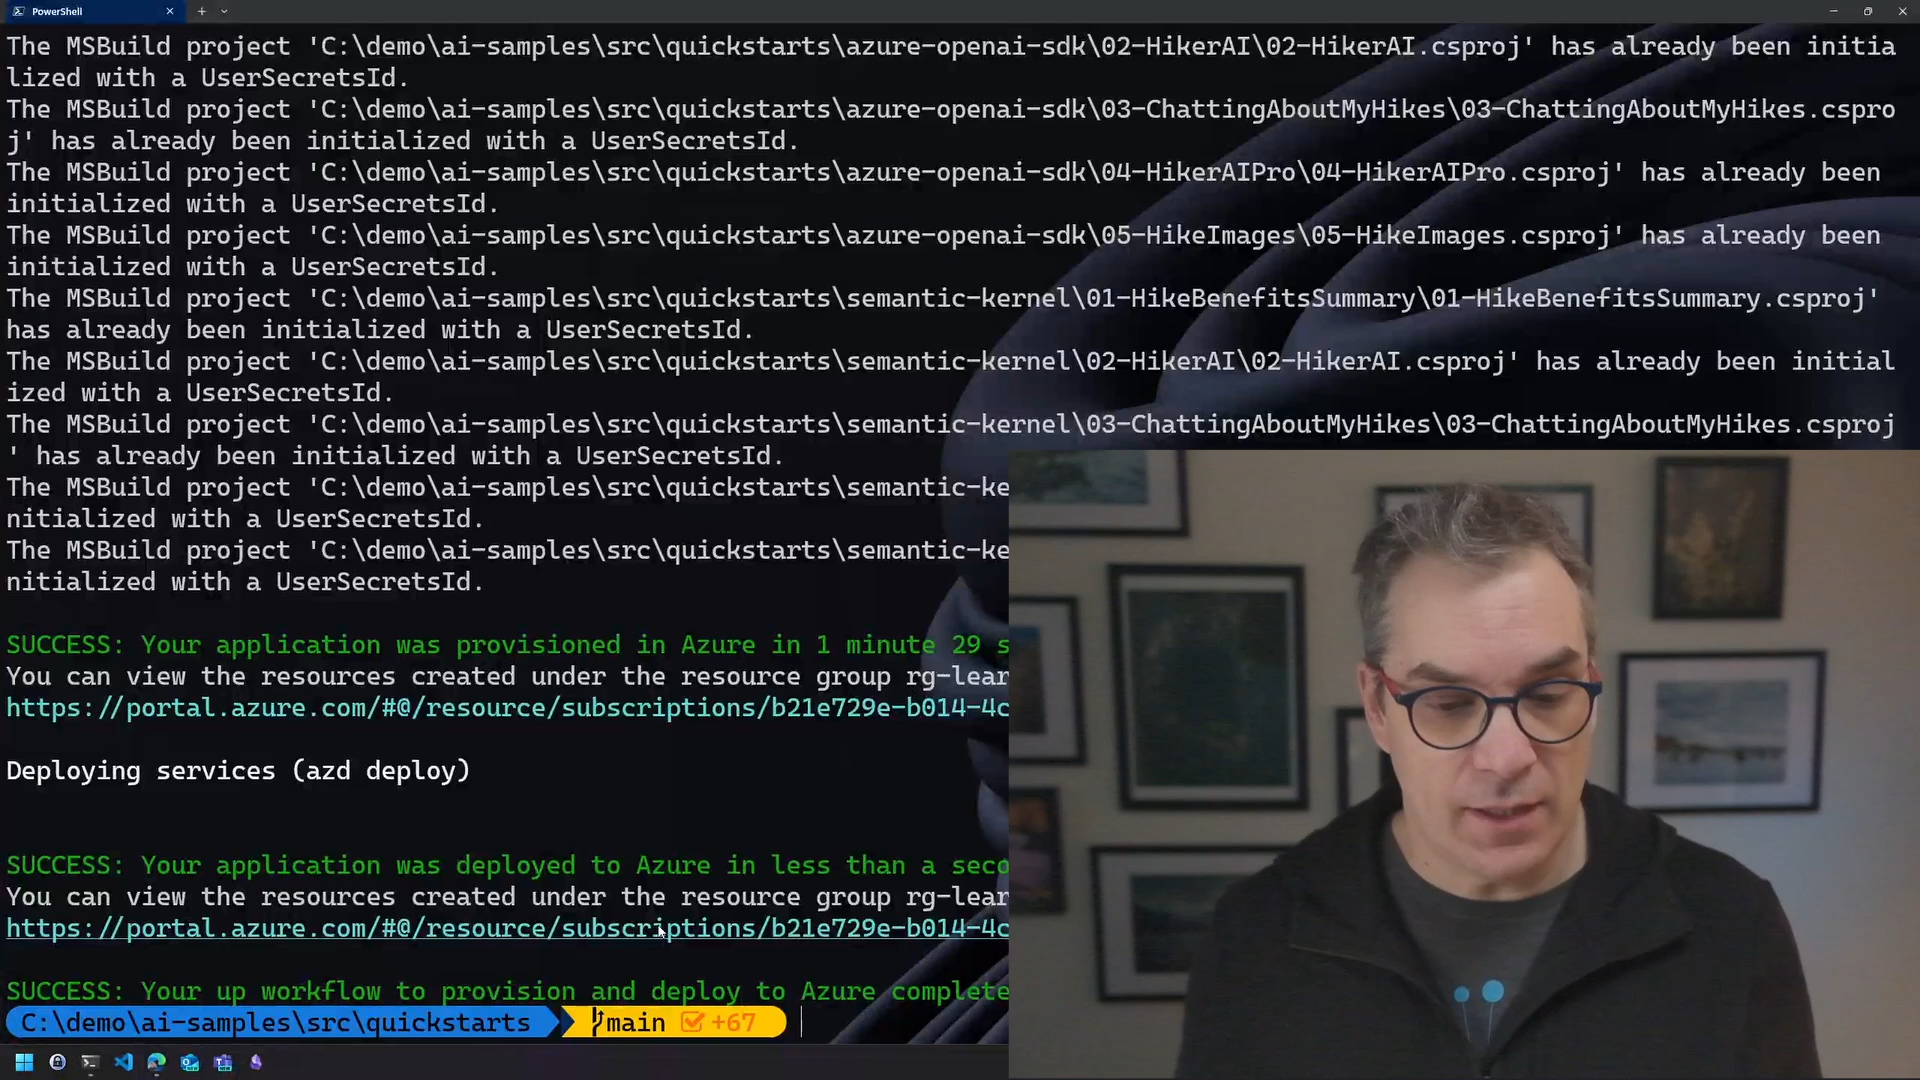 PowerShell
The MSBuild project 'C:\demo\ai-samples\src\quickstarts\azure-openai-sdk\02-HikerAI\02-HikerAI.csproj' has already been initia
lized with a UserSecretsId.
The MSBuild project 'C:\demo\ai-samples\src\quickstarts\azure-openai-sdk\03-ChattingAboutMyHikes\03-ChattingAboutMyHikes.cspro
j' has already been initialized with a UserSecretsId.
The MSBuild project 'C:\demo\ai-samples\src\quickstarts\azure-openai-sdk\04-HikerAIPro\04-HikerAIPro.csproj' has already been
initialized with a UserSecretsId.
The MSBuild project 'C:\demo\ai-samples\src\quickstarts\azure-openai-sdk\05-HikeImages\05-HikeImages.csproj' has already been
initialized with a UserSecretsId.
The MSBuild project 'C:\demo\ai-samples\src\quickstarts\semantic-kernel\01-HikeBenefitsSummary\01-HikeBenefitsSummary.csproj'
has already been initialized with a UserSecretsId.
The MSBuild project 'C:\demo\ai-samples\src\quickstarts\semantic-kernel\02-HikerAI\02-HikerAI.csproj' has already been initial
ized with a UserSecretsId.
The MSBuild project 'C:\demo\ai-samples\src\quickstarts\semantic-kernel\03-ChattingAboutMyHikes\03-ChattingAboutMyHikes.csproj
' has already been initialized with a UserSecretsId.
The MSBuild project 'C:\demo\ai-samples\src\quickstarts\semantic-ke
nitialized with a UserSecretsId.
The MSBuild project 'C:\demo\ai-samples\src\quickstarts\semantic-ke
nitialized with a UserSecretsId.
SUCCESS: Your application was provisioned in Azure in 1 minute 29 s
You can view the resources created under the resource group rg-lear
https://portal.azure.com/#@/resource/subscriptions/b21e729e-b014-4c
Deploying services (azd deploy)
SUCCESS: Your application was deployed to Azure in less than a seco
You can view the resources created under the resource group rg-lear
https://portal.azure.com/#@/resource/subscriptions/b21e729e-b014-4c
SUCCESS: Your up workflow to provision and deploy to Azure complete
C:\demo\ai-samples\src\quickstarts main +67